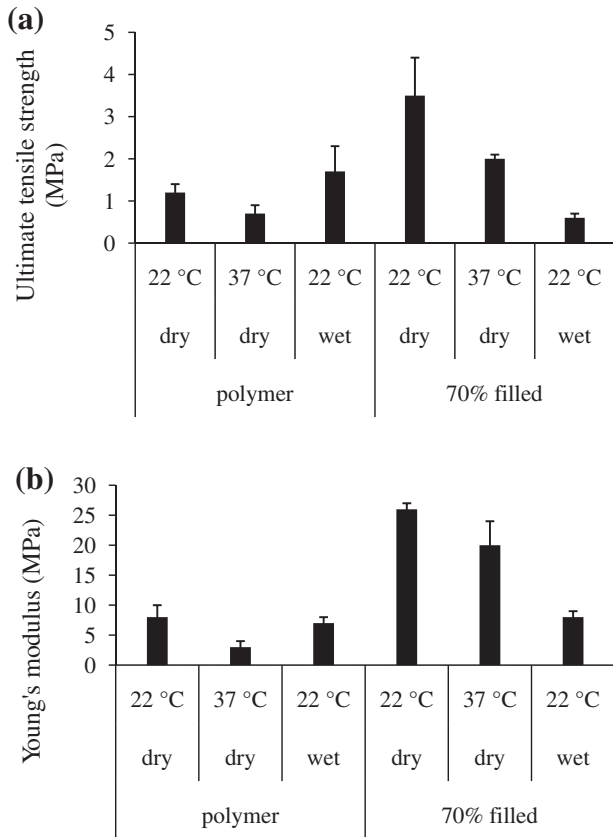 (a)
Ultimate tensile strength
(MPa)
5
4
3
2
1
0
22 °C 37 °C 22 °C 22 °C 37 °C 22 °C
dry dry wet dry dry wet
polymer 70% filled
(b)
Young's modulus (MPa)
30
25
20
15
10
5
0
22 °C 37 °C 22 °C 22 °C 37 °C 22 °C
dry dry wet dry dry wet
polymer 70% filled